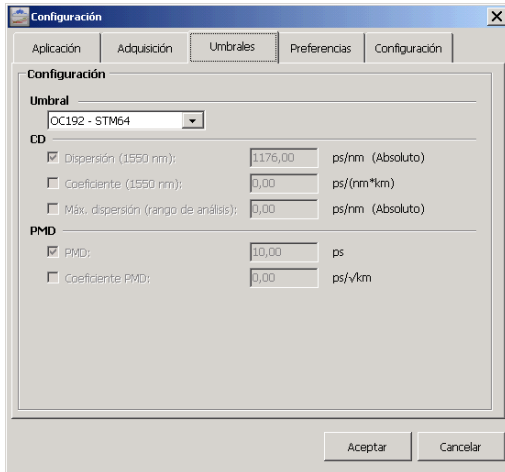 Configuración
Aplicación Adquisición Umbrales Preferencias Configuración
Configuración
Umbral
OC192 - STM64
CD
Dispersión (1550 nm): 1176,00 ps/nm (Absoluto)
Coeficiente (1550 nm): 0,00 ps/(nm*km)
Máx. dispersión (rango de análisis): 0,00 ps/nm (Absoluto)
PMD
PMD: 10,00 ps
Coeficiente PMD: 0,00 ps/√km
Aceptar Cancelar